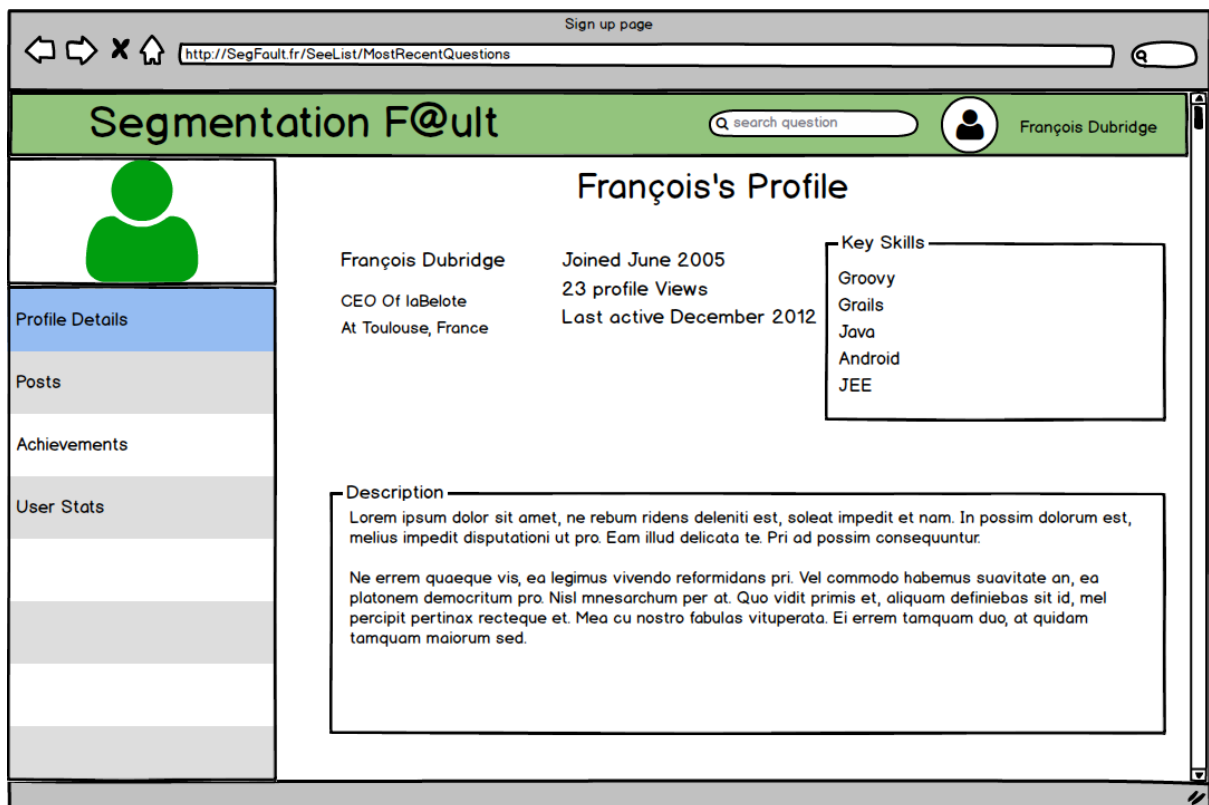 Sign up page
http://SegFault.fr/SeeList/MostRecentQuestions
Segmentation F@ult
search question
François Dubridge
Profile Details
Posts
Achievements
User Stats
François's Profile
François Dubridge
CEO Of laBelote
At Toulouse, France
Joined June 2005
23 profile Views
Last active December 2012
Key Skills
Groovy
Grails
Java
Android
JEE
Description
Lorem ipsum dolor sit amet, ne rebum ridens deleniti est, soleat impedit et nam. In possim dolorum est,
melius impedit disputationi ut pro. Eam illud delicata te. Pri ad possim consequuntur.
Ne errem quaeque vis, ea legimus vivendo reformidans pri. Vel commodo habemus suavitate an, ea
platonem democritum pro. Nisl mnesarchum per at. Quo vidit primis et, aliquam definiebas sit id, mel
percipit pertinax recteque et. Mea cu nostro fabulas vituperata. Ei errem tamquam duo, at quidam
tamquam maiorum sed.